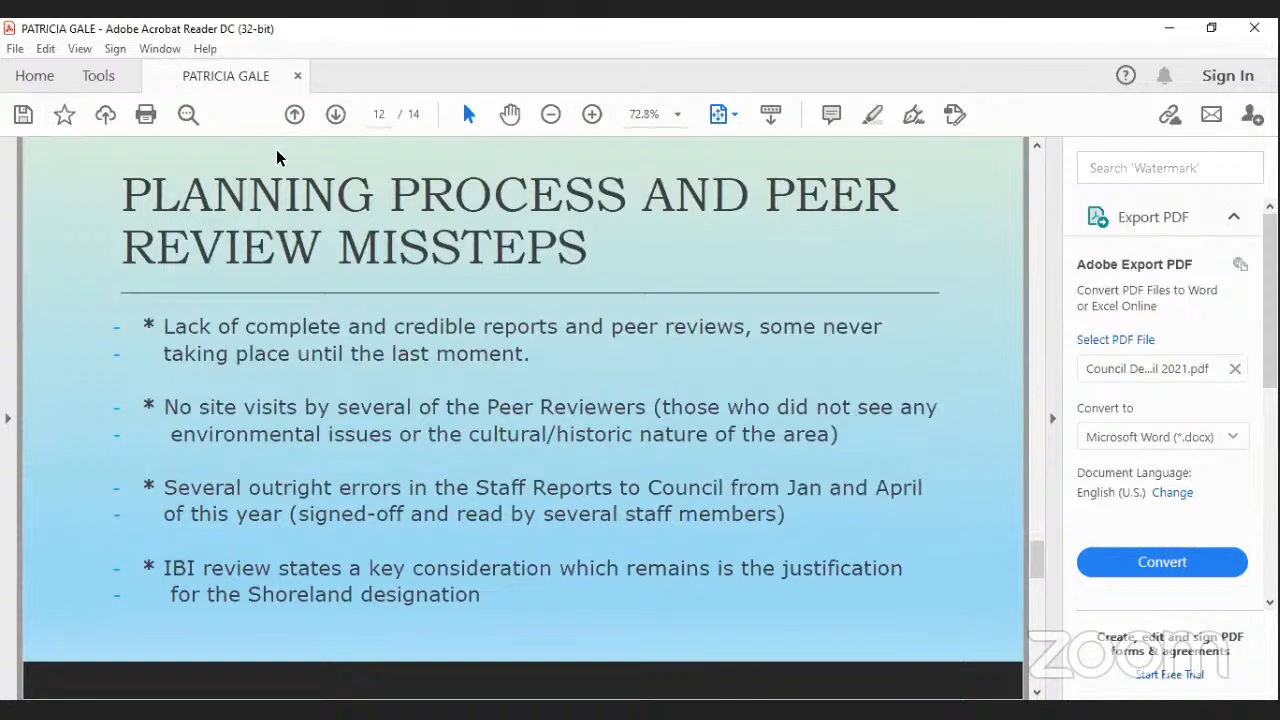 PATRICIA GALE - Adobe Acrobat Reader DC (32-bit)
File Edit View Sign Window Help
Home Tools PATRICIA GALE × Sign In
12 / 14 72.8%
PLANNING PROCESS AND PEER
REVIEW MISSTEPS
- * Lack of complete and credible reports and peer reviews, some never
- taking place until the last moment.
- * No site visits by several of the Peer Reviewers (those who did not see any
- environmental issues or the cultural/historic nature of the area)
- * Several outright errors in the Staff Reports to Council from Jan and April
- of this year (signed-off and read by several staff members)
- * IBI review states a key consideration which remains is the justification
- for the Shoreland designation
Search 'Watermark'
Export PDF
Adobe Export PDF
Convert PDF Files to Word
or Excel Online
Select PDF File
Council De...il 2021.pdf
Convert to
Microsoft Word (*.docx)
Document Language:
English (U.S.) Change
Convert
Create, edit and sign PDF
forms & agreements
Start Free Trial
zoom